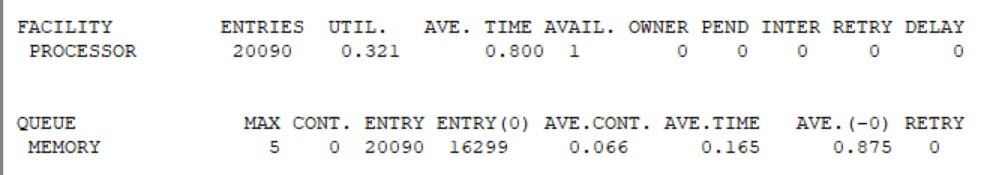 FACILITY ENTRIES UTIL. AVE. TIME AVAIL. OWNER PEND INTER RETRY DELAY
PROCESSOR 20090 0.321 0.800 1 0 0 0 0 0
QUEUE MAX CONT. ENTRY ENTRY(0) AVE.CONT. AVE.TIME AVE.(-0) RETRY
MEMORY 5 0 20090 16299 0.066 0.165 0.875 0